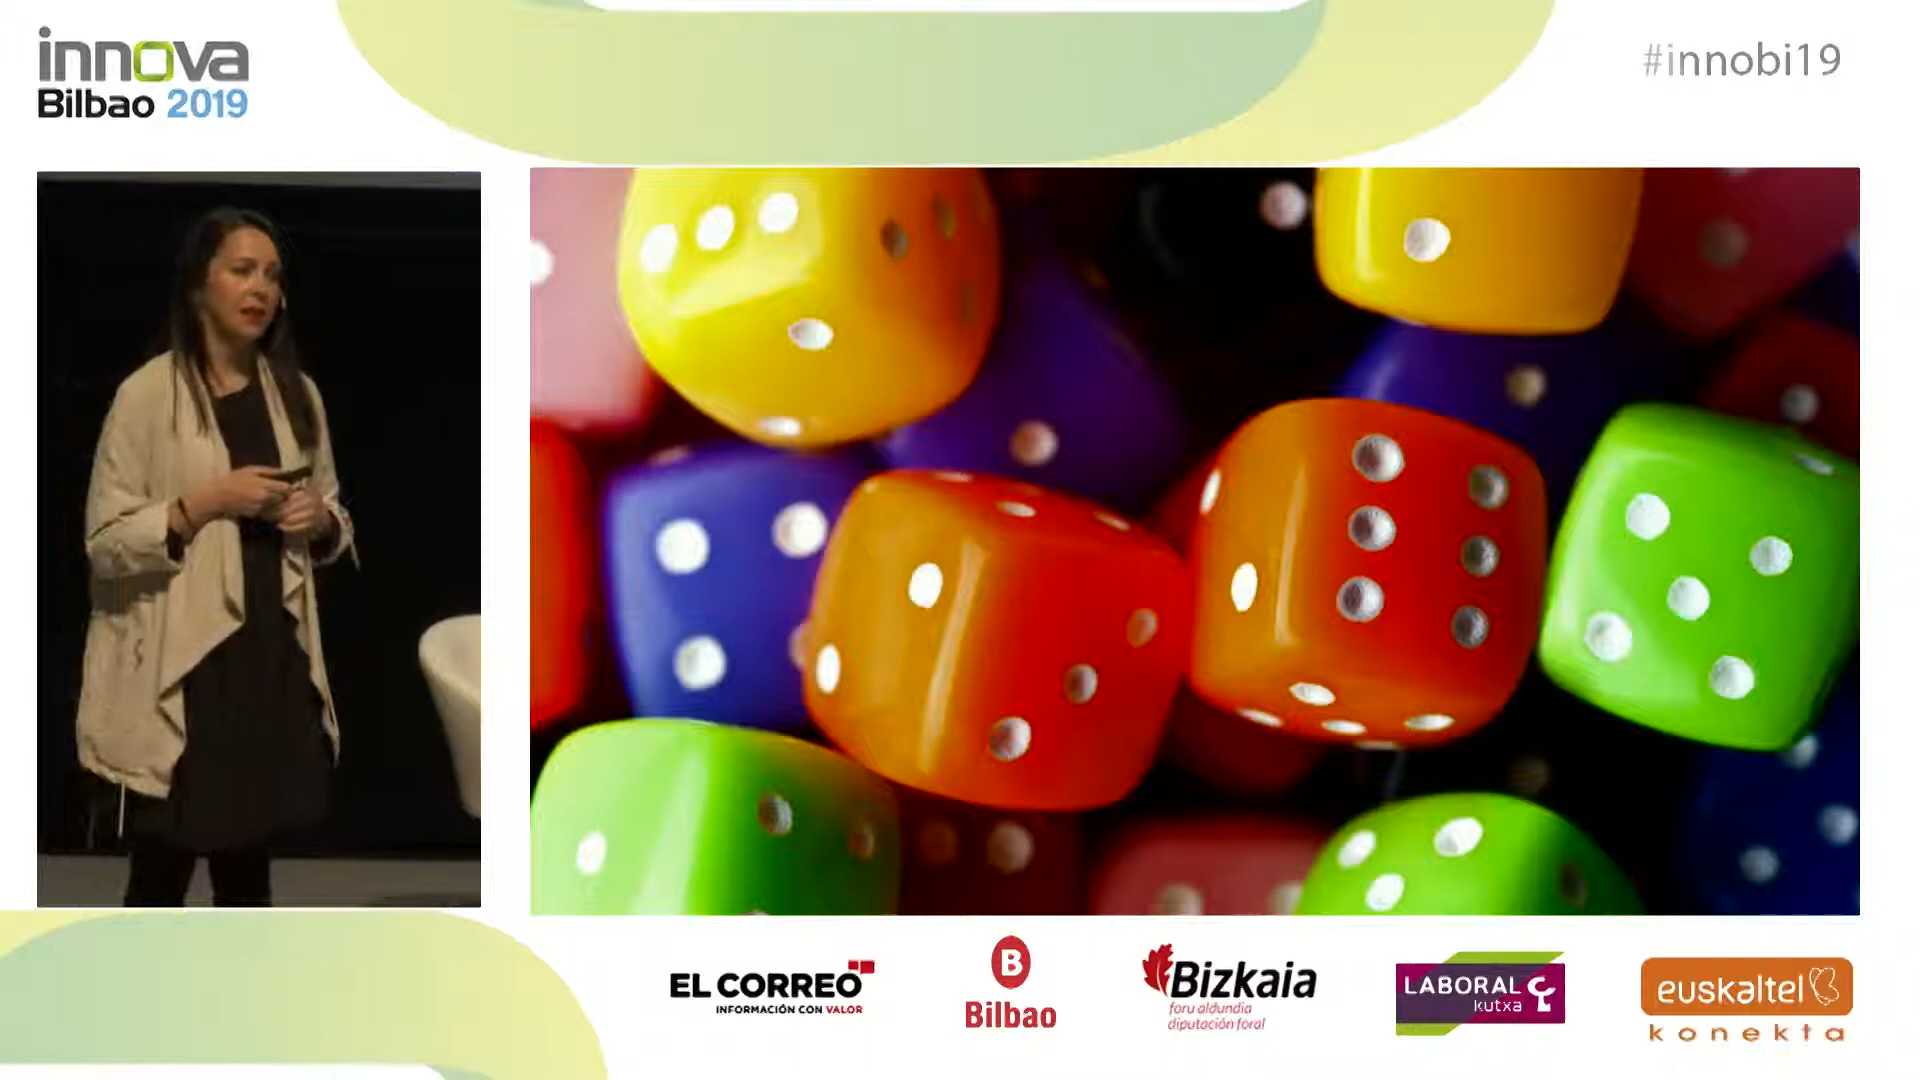 innova
Bilbao 2019
#innobi19
EL CORREO
INFORMACIÓN CON VALOR
B
Bilbao
Bizkaia
foru aldundia
diputación foral
LABORAL
kutxa
euskaltel
konekta